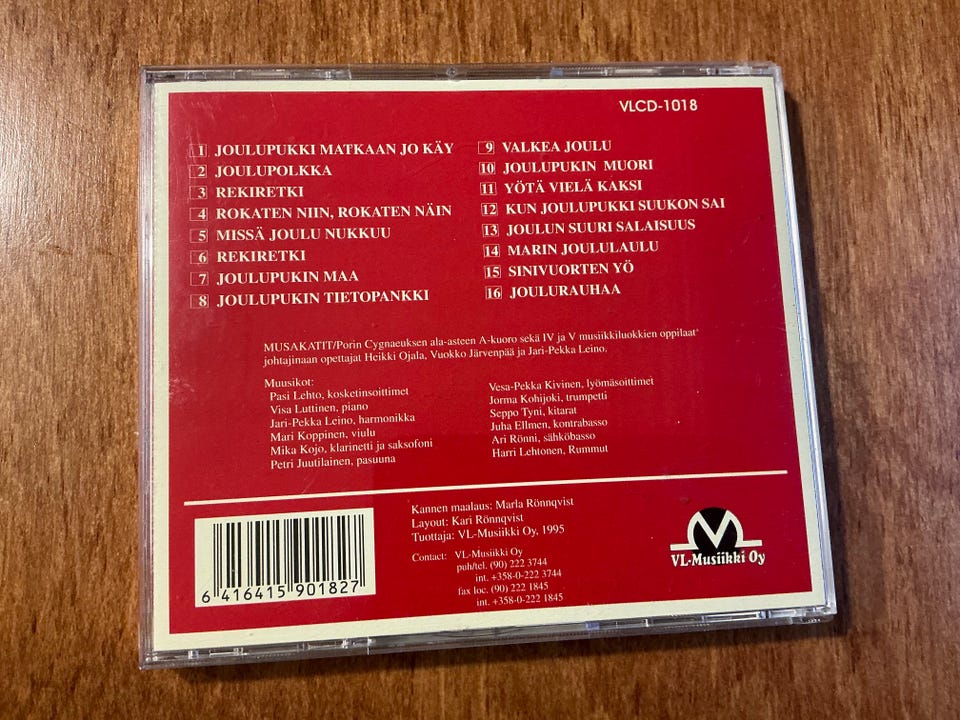 VLCD-1018
1 JOULUPUKKI MATKAAN JO KÄY
2 JOULUPOLKKA
3 REKIRETKI
4 ROKATEN NIIN, ROKATEN NÄIN
5 MISSÄ JOULU NUKKUU
6 REKIRETKI
7 JOULUPUKIN MAA
8 JOULUPUKIN TIETOPANKKI
9 VALKEA JOULU
10 JOULUPUKIN MUORI
11 YÖTÄ VIELÄ KAKSI
12 KUN JOULUPUKKI SUUKON SAI
13 JOULUN SUURI SALAISUUS
14 MARIN JOULULAULU
15 SINIVUORTEN YÖ
16 JOULURAUHAA
MUSAKATIT/Porin Cygnaeuksen ala-asteen A-kuoro sekä IV ja V musiikkiluokkien oppilaat
johtajinaan opettajat Heikki Ojala, Vuokko Järvenpää ja Jari-Pekka Leino.
Muusikot:
Pasi Lehto, kosketinsoittimet
Visa Luttinen, piano
Jari-Pekka Leino, harmonikka
Mari Koppinen, viulu
Mika Kojo, klarinetti ja saksofoni
Petri Juutilainen, pasuuna
Vesa-Pekka Kivinen, lyömäsoittimet
Jorma Kohijoki, trumpetti
Seppo Tyni, kitarat
Juha Ellmen, kontrabasso
Ari Rönni, sähköbasso
Harri Lehtonen, Rummut
Kannen maalaus: Marla Rönnqvist
Layout: Kari Rönnqvist
Tuottaja: VL-Musiikki Oy, 1995
Contact: VL-Musiikki Oy
puh/tel. (90) 222 3744
int. +358-0-222 3744
fax loc. (90) 222 1845
int. +358-0-222 1845
6 416415 901827
VL-Musiikki Oy